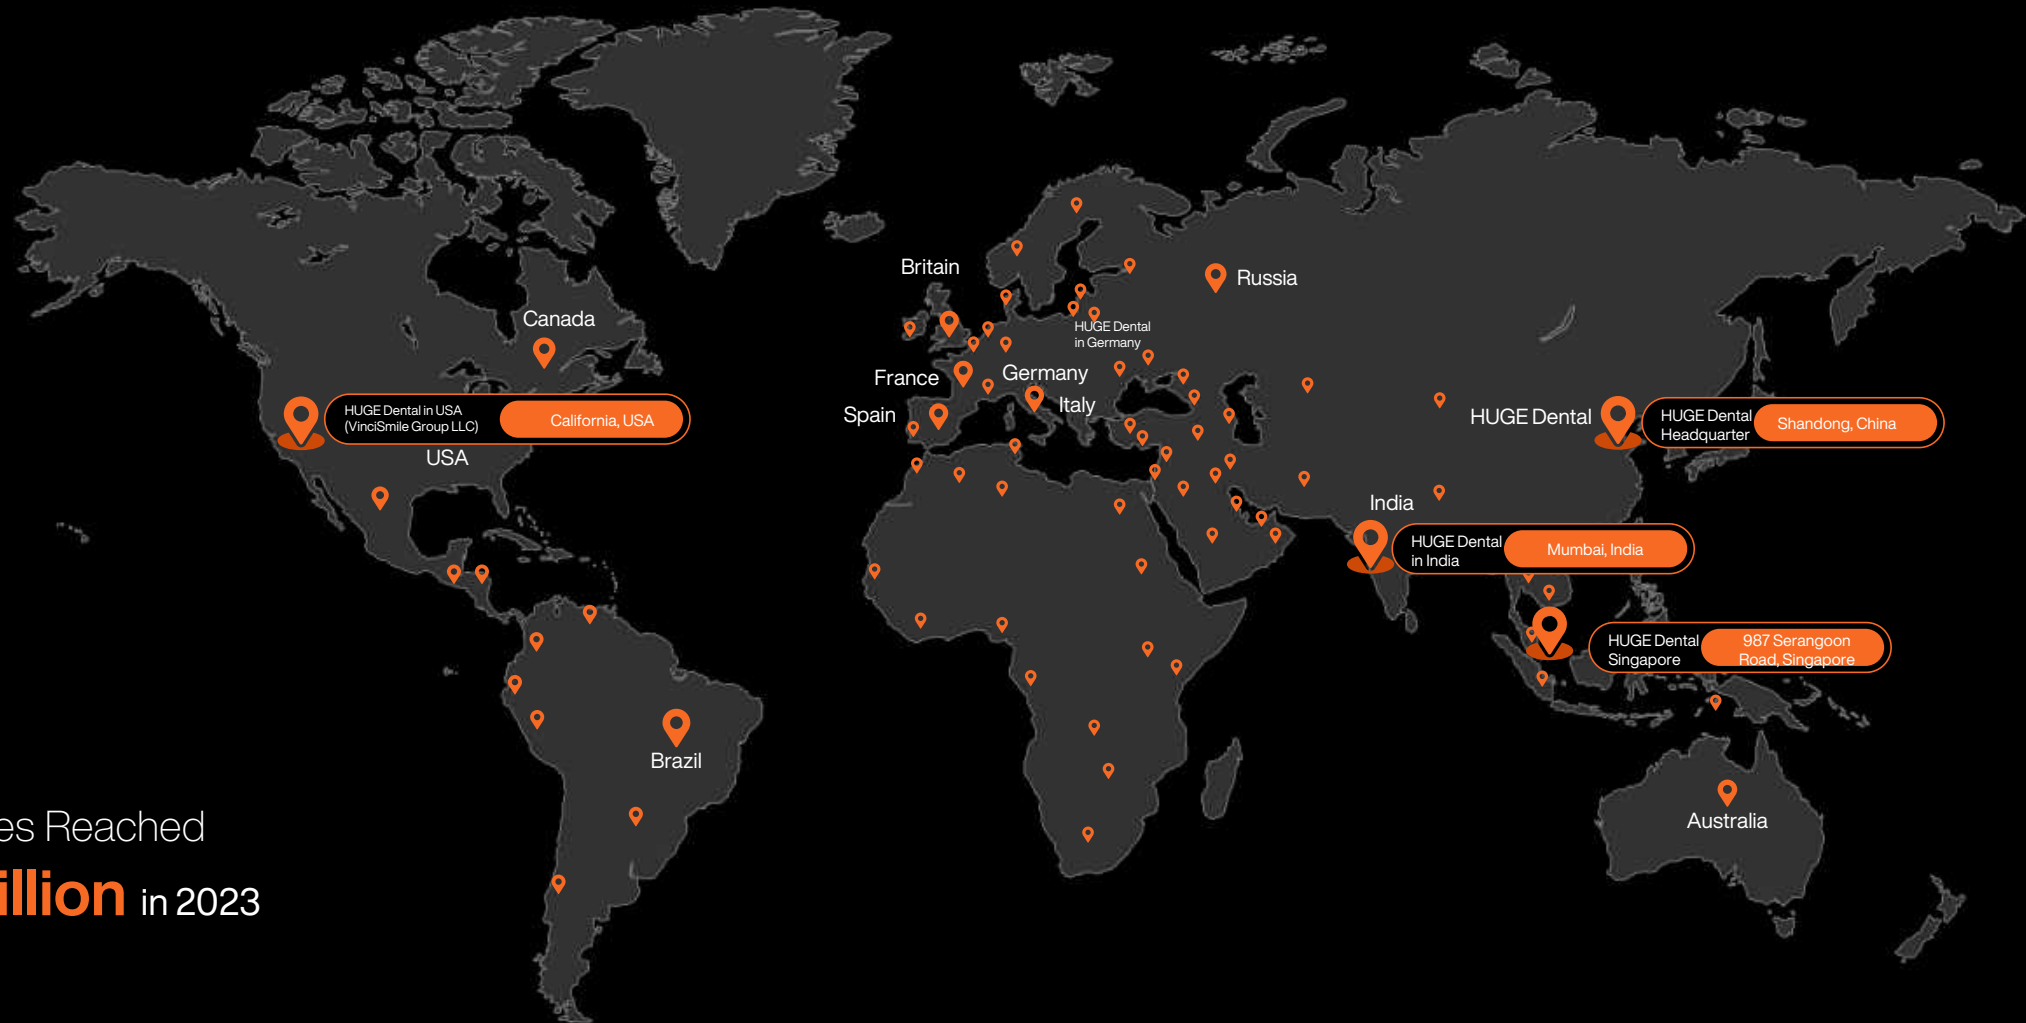 Britain
Russia
Canada
HUGE Dental
in Germany
France
Germany
Spain
Italy
HUGE Dental in USA
(VinciSmile Group LLC)
California, USA
USA
HUGE Dental
HUGE Dental
Headquarter
Shandong, China
India
HUGE Dental
in India
Mumbai, India
HUGE Dental
Singapore
987 Serangoon
Road, Singapore
Brazil
Australia
es Reached
illion in 2023